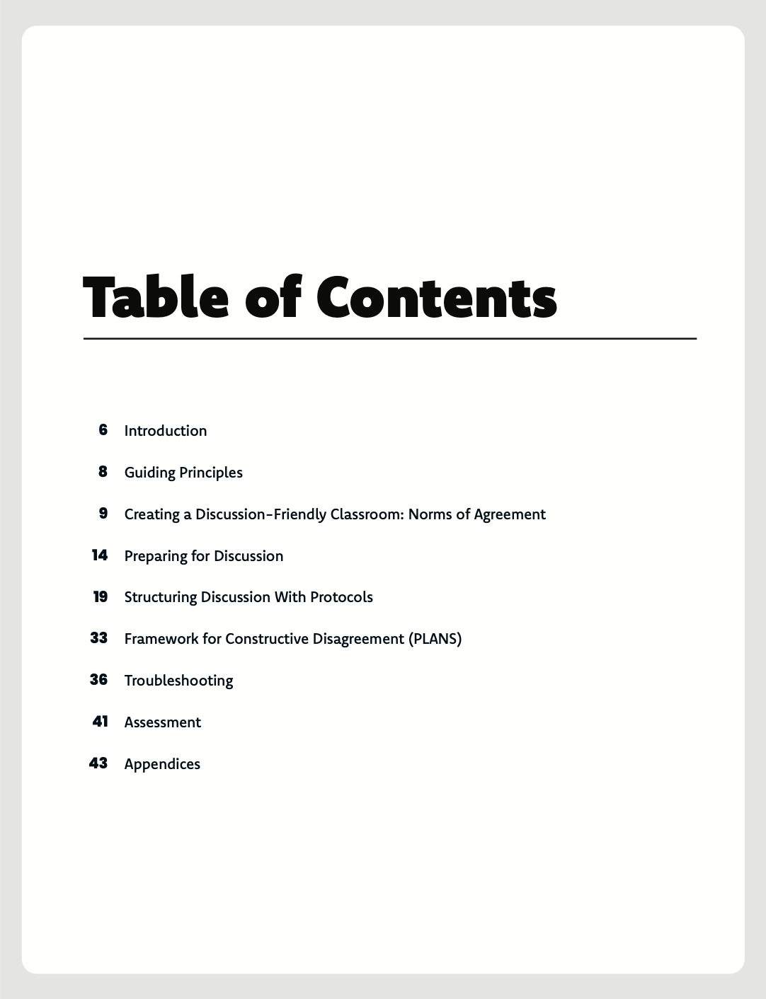 Table of Contents
6 Introduction
8 Guiding Principles
9 Creating a Discussion-Friendly Classroom: Norms of Agreement
14 Preparing for Discussion
19 Structuring Discussion With Protocols
33 Framework for Constructive Disagreement (PLANS)
36 Troubleshooting
41 Assessment
43 Appendices